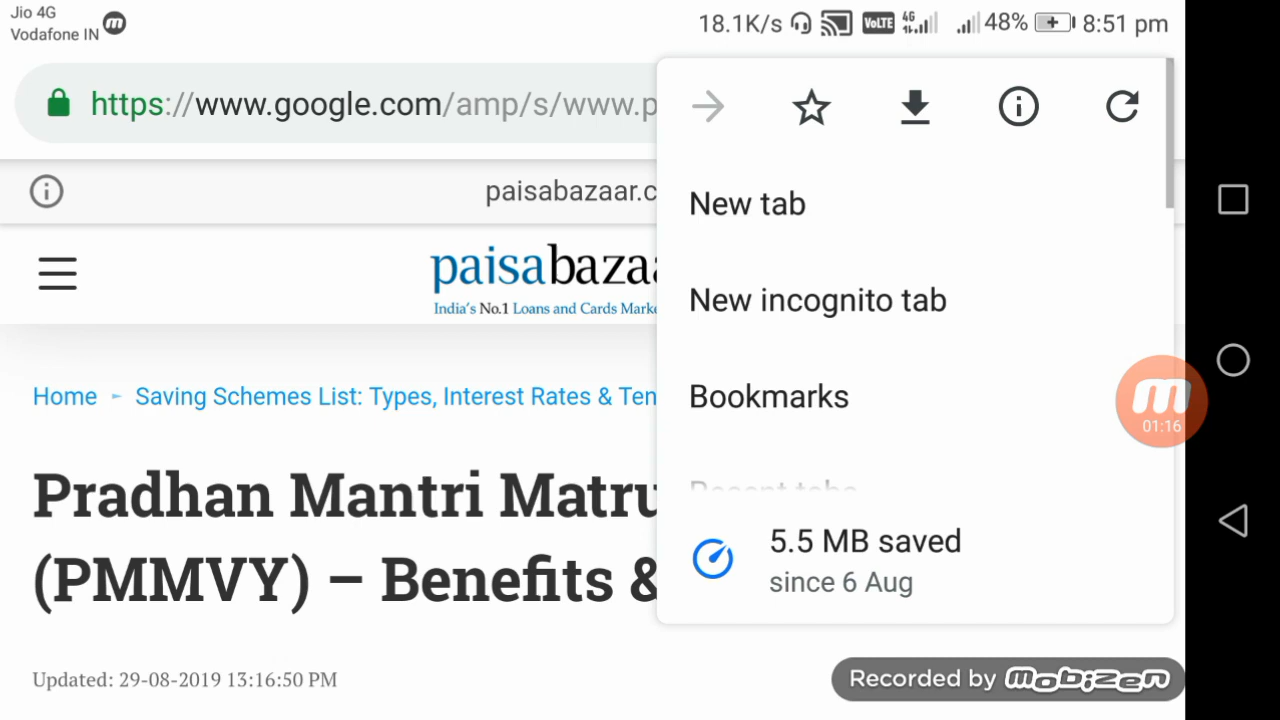 Jio 4G
Vodafone IN
18.1K/s VoLTE 4G 48% 8:51 pm
https://www.google.com/amp/s/www.p
paisabazaar.c
New tab
paisabazaa
India's No.1 Loans and Cards Marke
New incognito tab
Home ► Saving Schemes List: Types, Interest Rates & Ten
Bookmarks
01:16
Recent tabs
Pradhan Mantri Matru
(PMMVY) – Benefits &
5.5 MB saved
since 6 Aug
Updated: 29-08-2019 13:16:50 PM
Recorded by mobizen